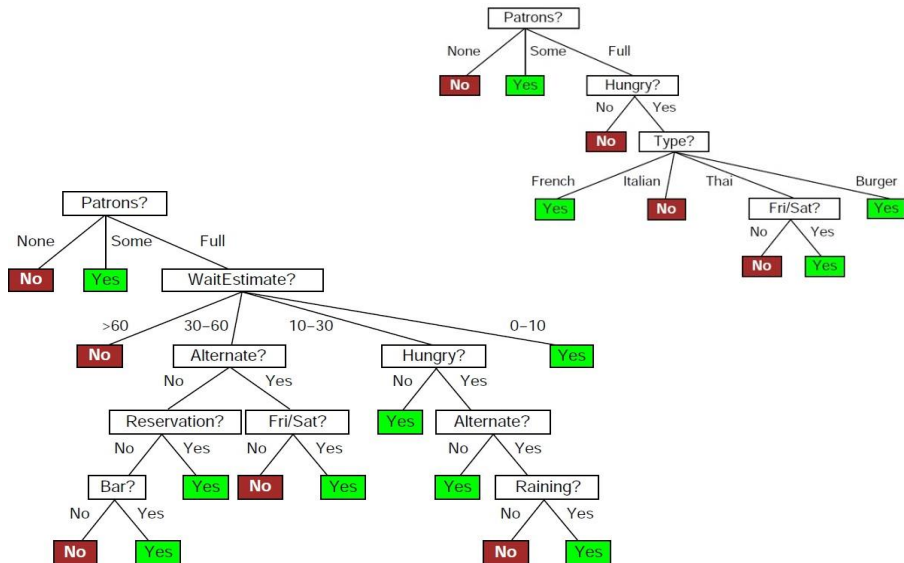 Patrons?
None Some Full
No Yes Hungry?
No Yes
No Type?
French Italian Thai Burger
Yes No Fri/Sat? Yes
No Yes
No Yes
Patrons?
None Some Full
No Yes WaitEstimate?
>60 30–60 10–30 0–10
No Alternate? Hungry? Yes
No Yes No Yes
Reservation? Fri/Sat? Yes Alternate?
No Yes No Yes No Yes
Bar? Yes No Yes Yes Raining?
No Yes No Yes
No Yes No Yes